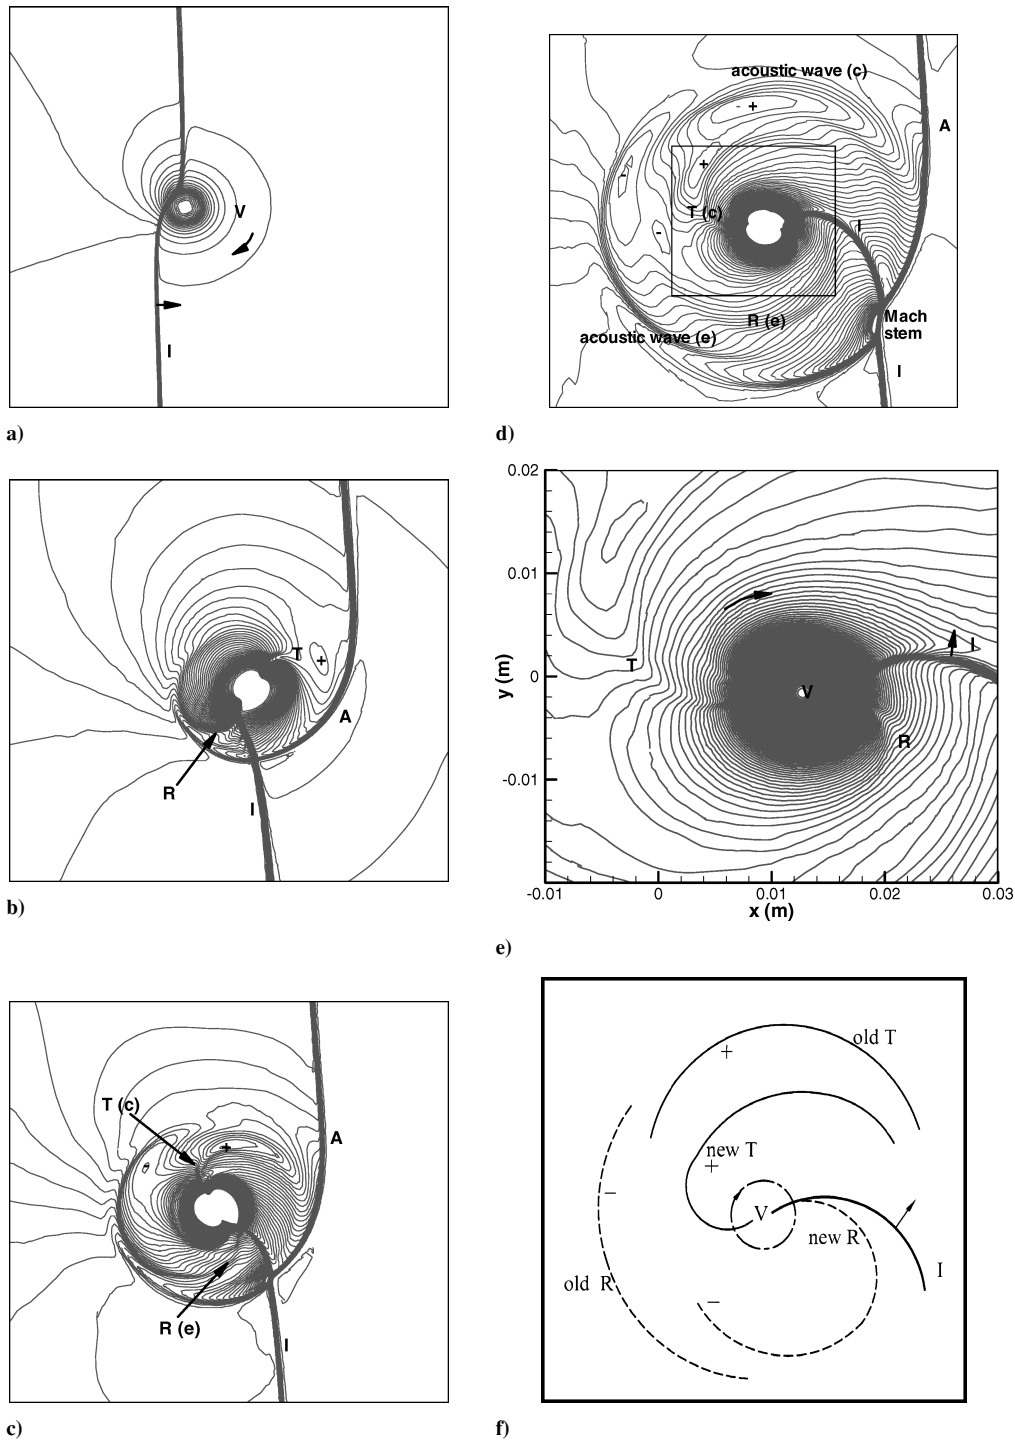 V
I
a)
T
+
A
R
I
b)
T (c)
+
A
-
R (e)
I
c)
acoustic wave (c)
- +
A
+
-
T (c)
I
-
R (e)
Mach
stem
acoustic wave (e)
I
d)
0.02
0.01
y (m)
0
-0.01
T
I
V
R
-0.01 0 0.01 0.02 0.03
x (m)
e)
old T
+
new T
+
V
–
new R
old R
–
I
f)